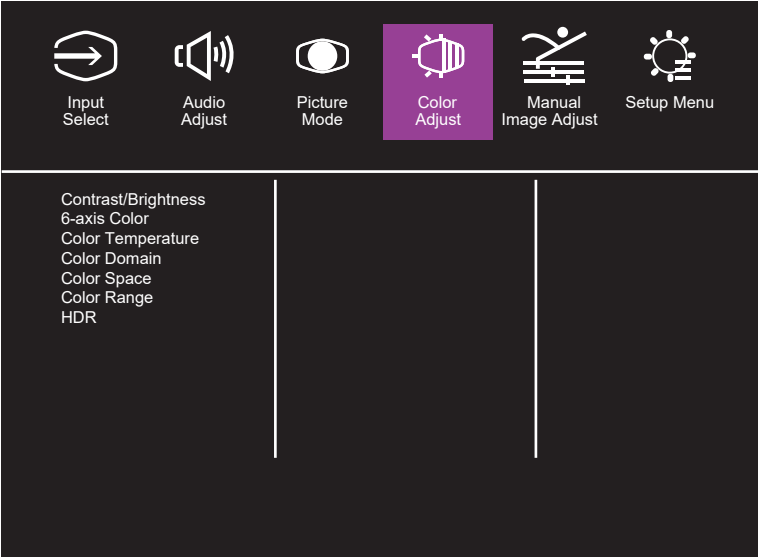 Input
Select
Audio
Adjust
Picture
Mode
Color
Adjust
Manual
Image Adjust
Setup Menu
Contrast/Brightness
6-axis Color
Color Temperature
Color Domain
Color Space
Color Range
HDR